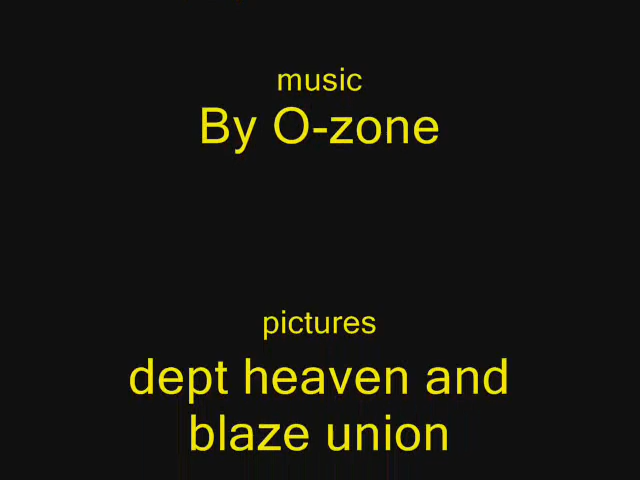 music
By O-zone
pictures
dept heaven and
blaze union